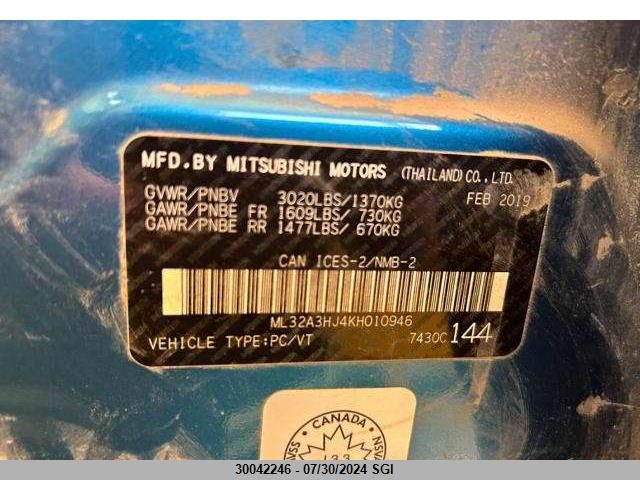 MFD.BY MITSUBISHI MOTORS (THAILAND)CO.,LTD.
GVWR/PNBV 3020LBS/1370KG FEB 2019
GAWR/PNBE FR 1609LBS/ 730KG
GAWR/PNBE RR 1477LBS/ 670KG
CAN ICES-2/NMB-2
ML32A3HJ4KH010946
VEHICLE TYPE:PC/VT 7430C 144
CANADA
133
30042246 - 07/30/2024 SGI